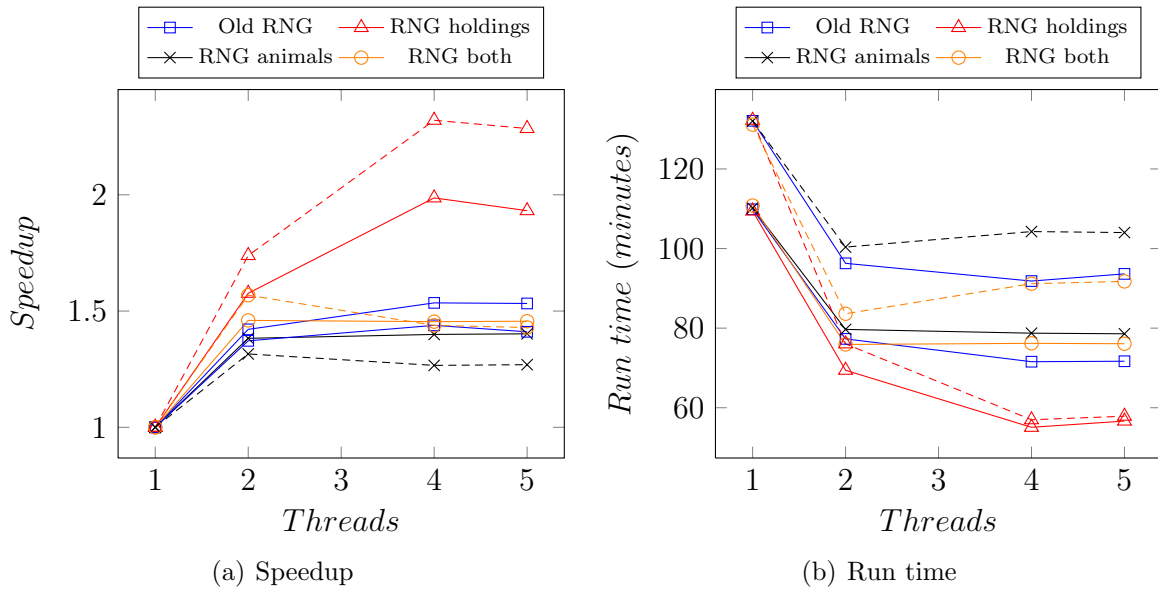 Old RNG RNG holdings
RNG animals RNG both
2
1.5
1
Speedup
1 2 3 4 5
Threads
(a) Speedup
Old RNG RNG holdings
RNG animals RNG both
120
100
80
60
Run time (minutes)
1 2 3 4 5
Threads
(b) Run time